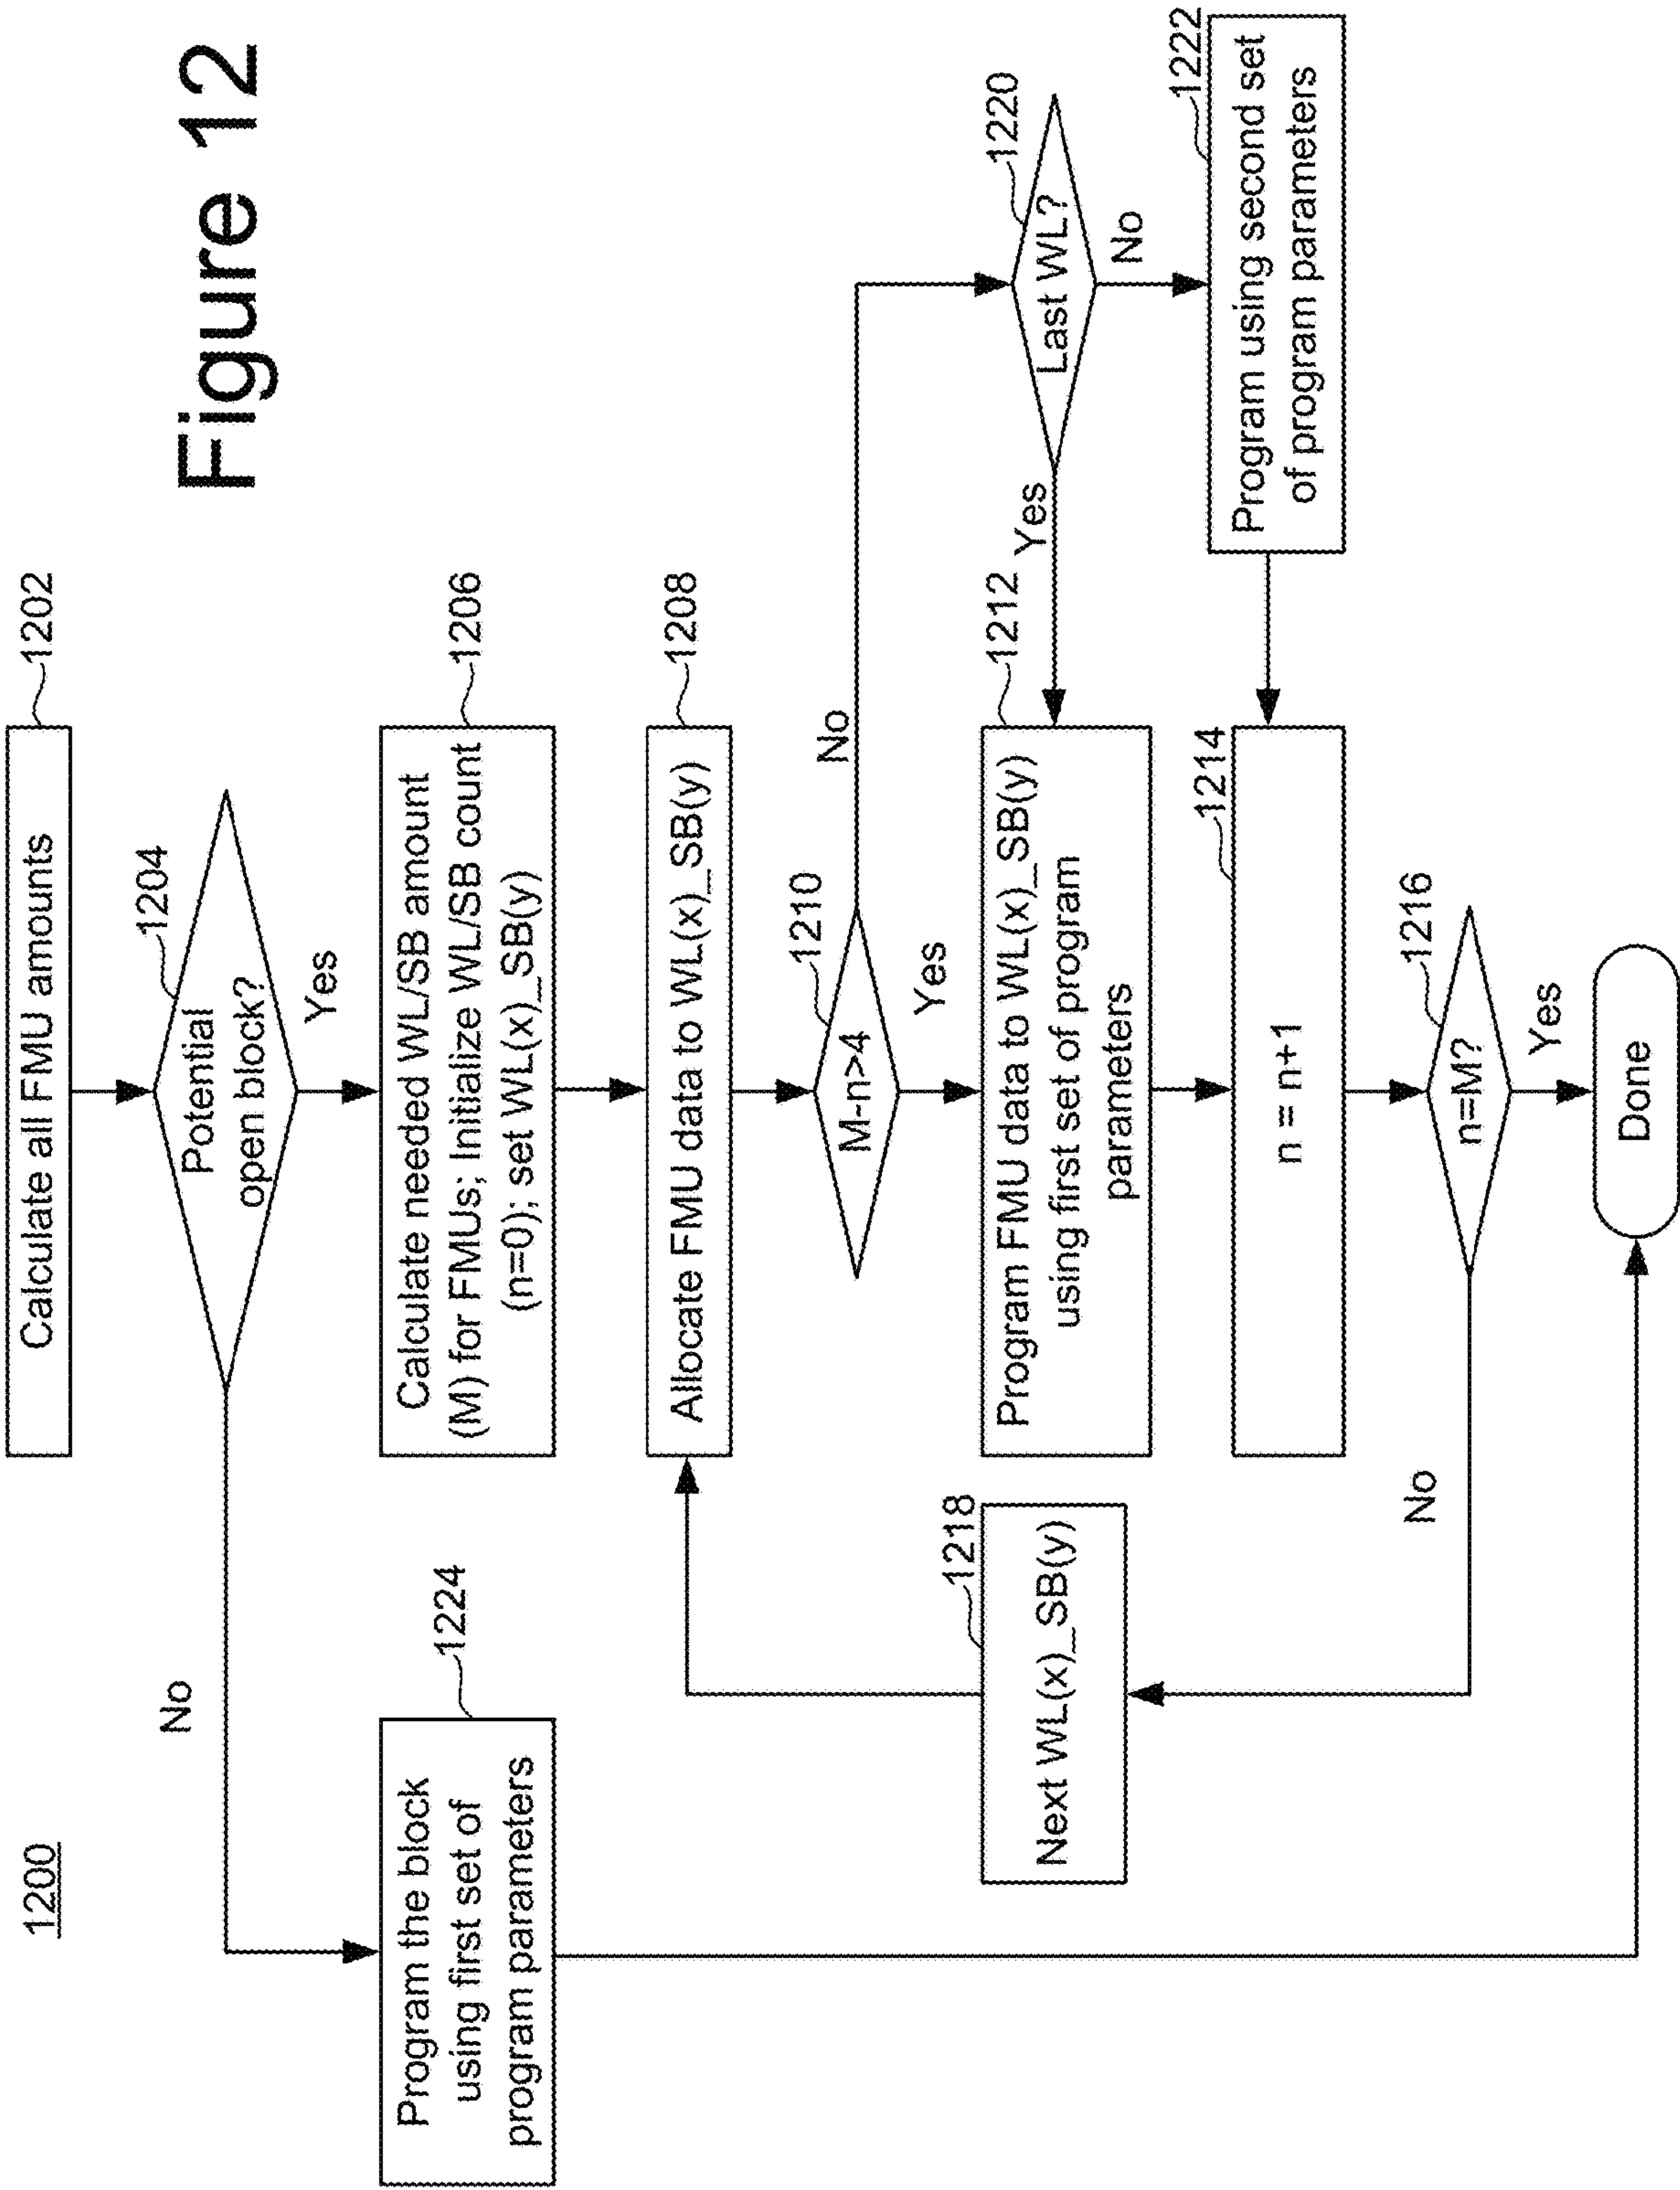 Figure 12
1200
Calculate all FMU amounts
1202
Potential
open block?
1204
No
Yes
Program the block
using first set of
program parameters
1224
Calculate needed WL/SB amount
(M) for FMUs; Initialize WL/SB count
(n=0); set WL(x)_SB(y)
1206
Allocate FMU data to WL(x)_SB(y)
1208
M-n>4
1210
No
Yes
Last WL?
1220
Yes
No
Next WL(x)_SB(y)
1218
Program FMU data to WL(x)_SB(y)
using first set of program
parameters
1212
Program using second set
of program parameters
1222
n = n+1
1214
n=M?
1216
No
Yes
Done